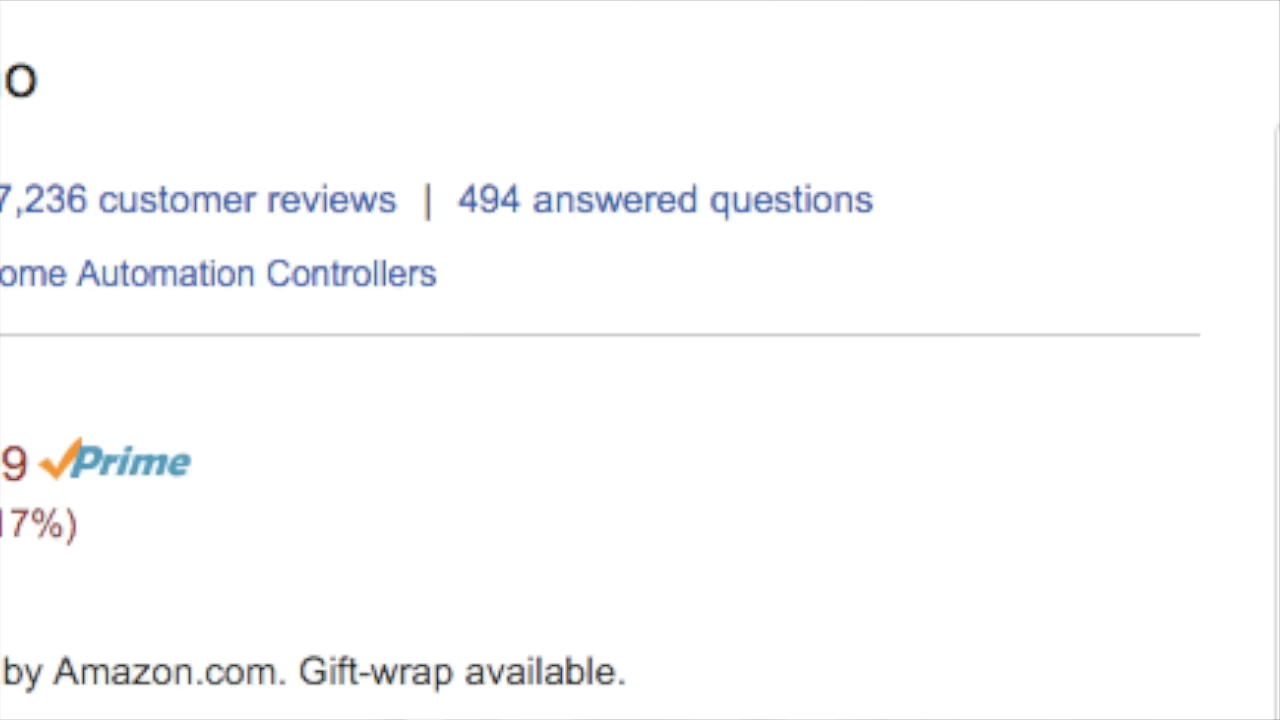 o
7,236 customer reviews | 494 answered questions
ome Automation Controllers
9 Prime
17%)
by Amazon.com. Gift-wrap available.